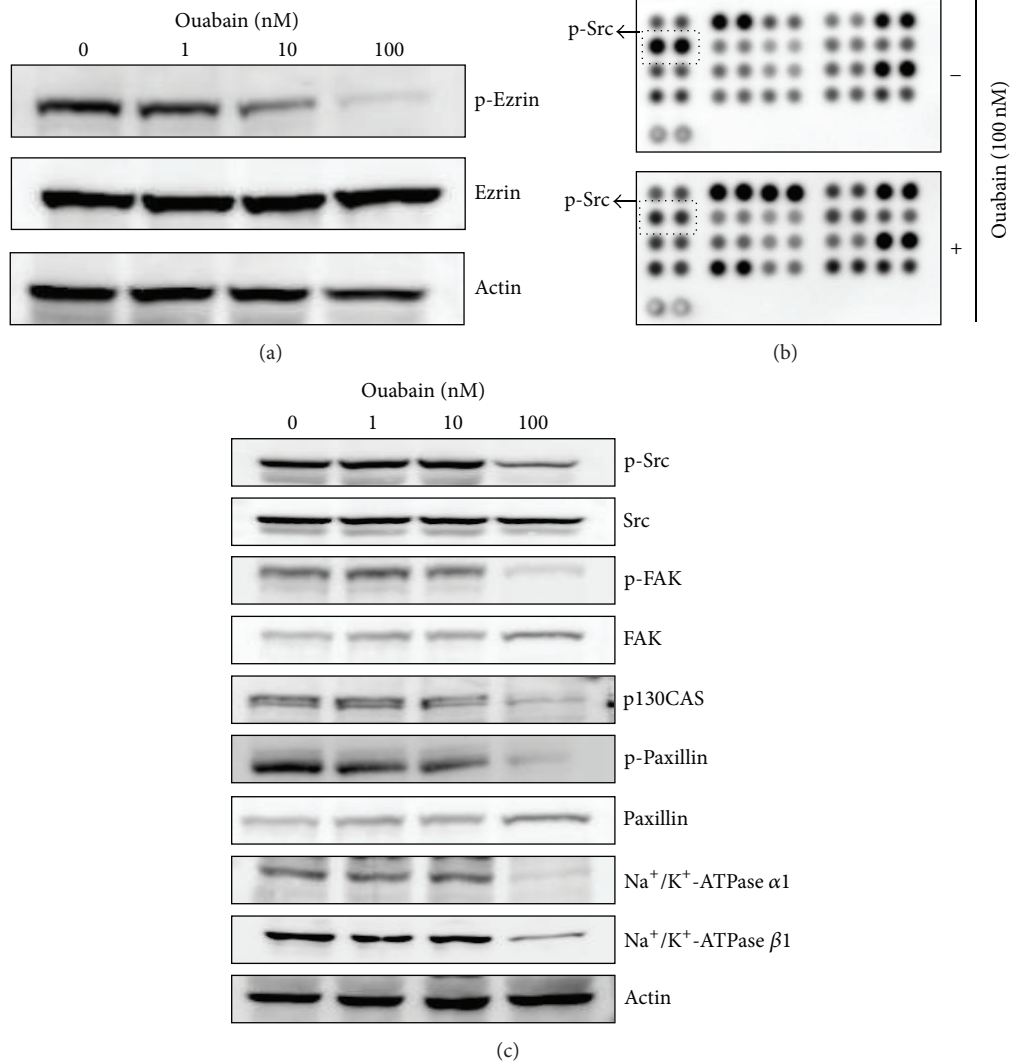 Ouabain (nM)
0 1 10 100
p-Ezrin
Ezrin
Actin
(a)
p-Src
−
p-Src
+
Ouabain (100 nM)
(b)
Ouabain (nM)
0 1 10 100
p-Src
Src
p-FAK
FAK
p130CAS
p-Paxillin
Paxillin
Na⁺/K⁺-ATPase α1
Na⁺/K⁺-ATPase β1
Actin
(c)